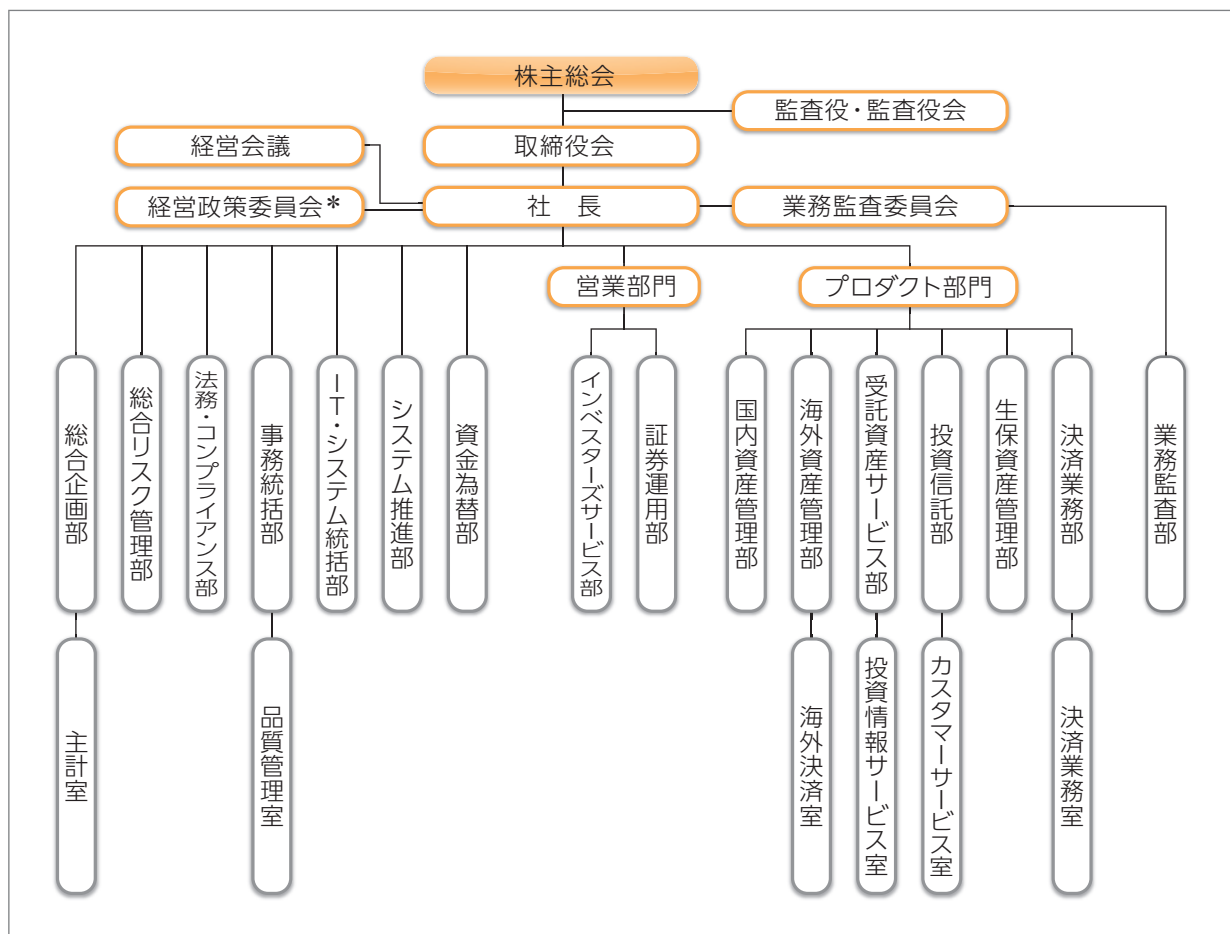 株主総会
監査役・監査役会
経営会議
取締役会
経営政策委員会*
社 長
業務監査委員会
営業部門
プロダクト部門
総合企画部
総合リスク管理部
法務・コンプライアンス部
事務統括部
IT・システム統括部
システム推進部
資金為替部
インベスターズサービス部
証券運用部
国内資産管理部
海外資産管理部
受託資産サービス部
投資信託部
生保資産管理部
決済業務部
業務監査部
主計室
品質管理室
海外決済室
投資情報サービス室
カスタマーサービス室
決済業務室